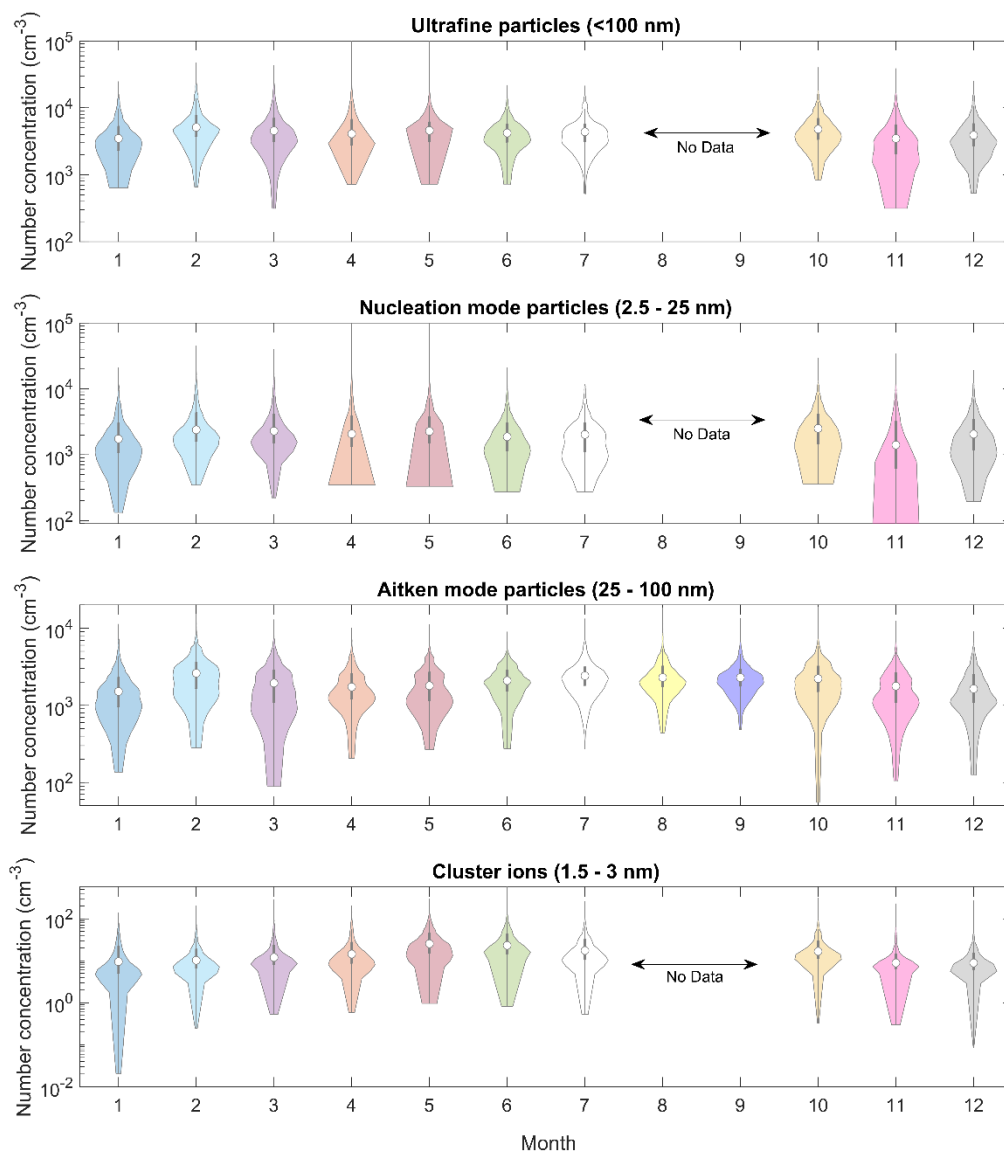 Ultrafine particles (<100 nm)
Number concentration (cm⁻³)
10⁵
10⁴
10³
10²
No Data
1 2 3 4 5 6 7 8 9 10 11 12
Nucleation mode particles (2.5 - 25 nm)
Number concentration (cm⁻³)
10⁵
10⁴
10³
10²
No Data
1 2 3 4 5 6 7 8 9 10 11 12
Aitken mode particles (25 - 100 nm)
Number concentration (cm⁻³)
10⁴
10³
10²
1 2 3 4 5 6 7 8 9 10 11 12
Cluster ions (1.5 - 3 nm)
Number concentration (cm⁻³)
10²
10⁰
10⁻²
No Data
1 2 3 4 5 6 7 8 9 10 11 12
Month